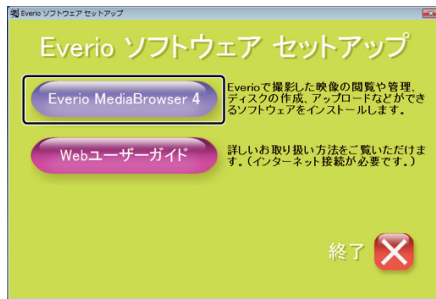 Everio ソフトウェア セットアップ
Everio ソフトウェア セットアップ
Everio MediaBrowser 4
Everioで撮影した映像の閲覧や管理、
ディスクの作成、アップロードなどができ
るソフトウェアをインストールします。
Webユーザーガイド
詳しいお取り扱い方法をご覧いただけま
す。(インターネット接続が必要です。)
終了